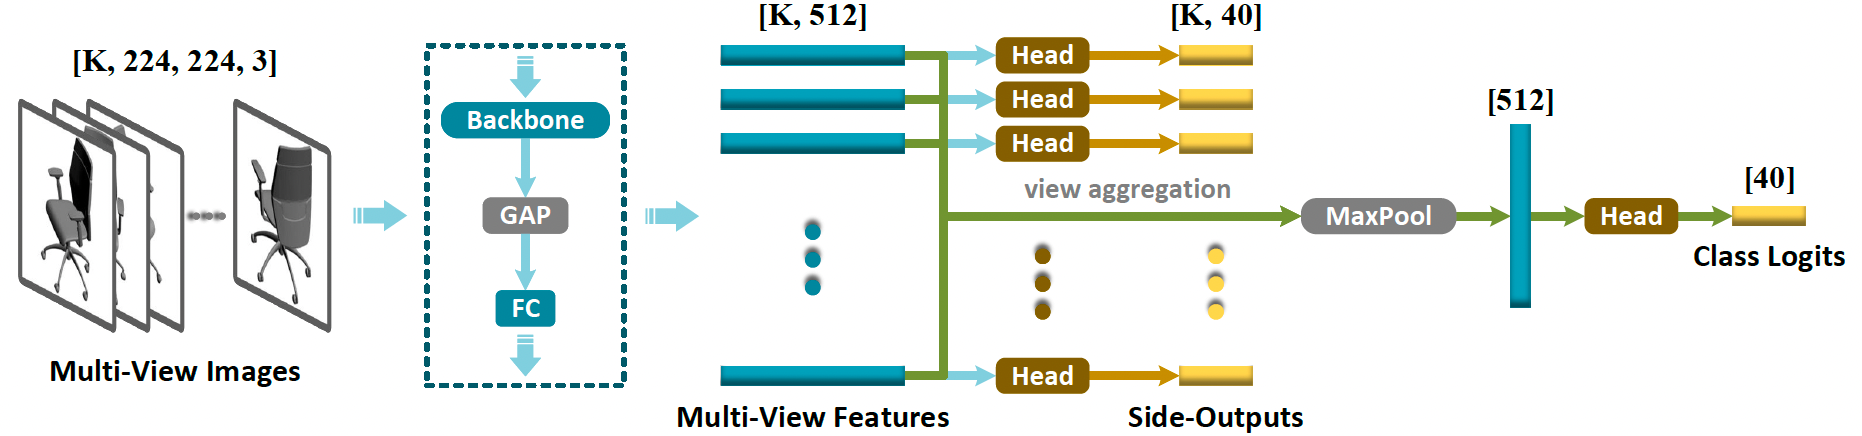 [K, 224, 224, 3]
Multi-View Images
Backbone
GAP
FC
[K, 512]
Multi-View Features
[K, 40]
Head
Head
Head
Head
Side-Outputs
view aggregation
MaxPool
[512]
Head
[40]
Class Logits